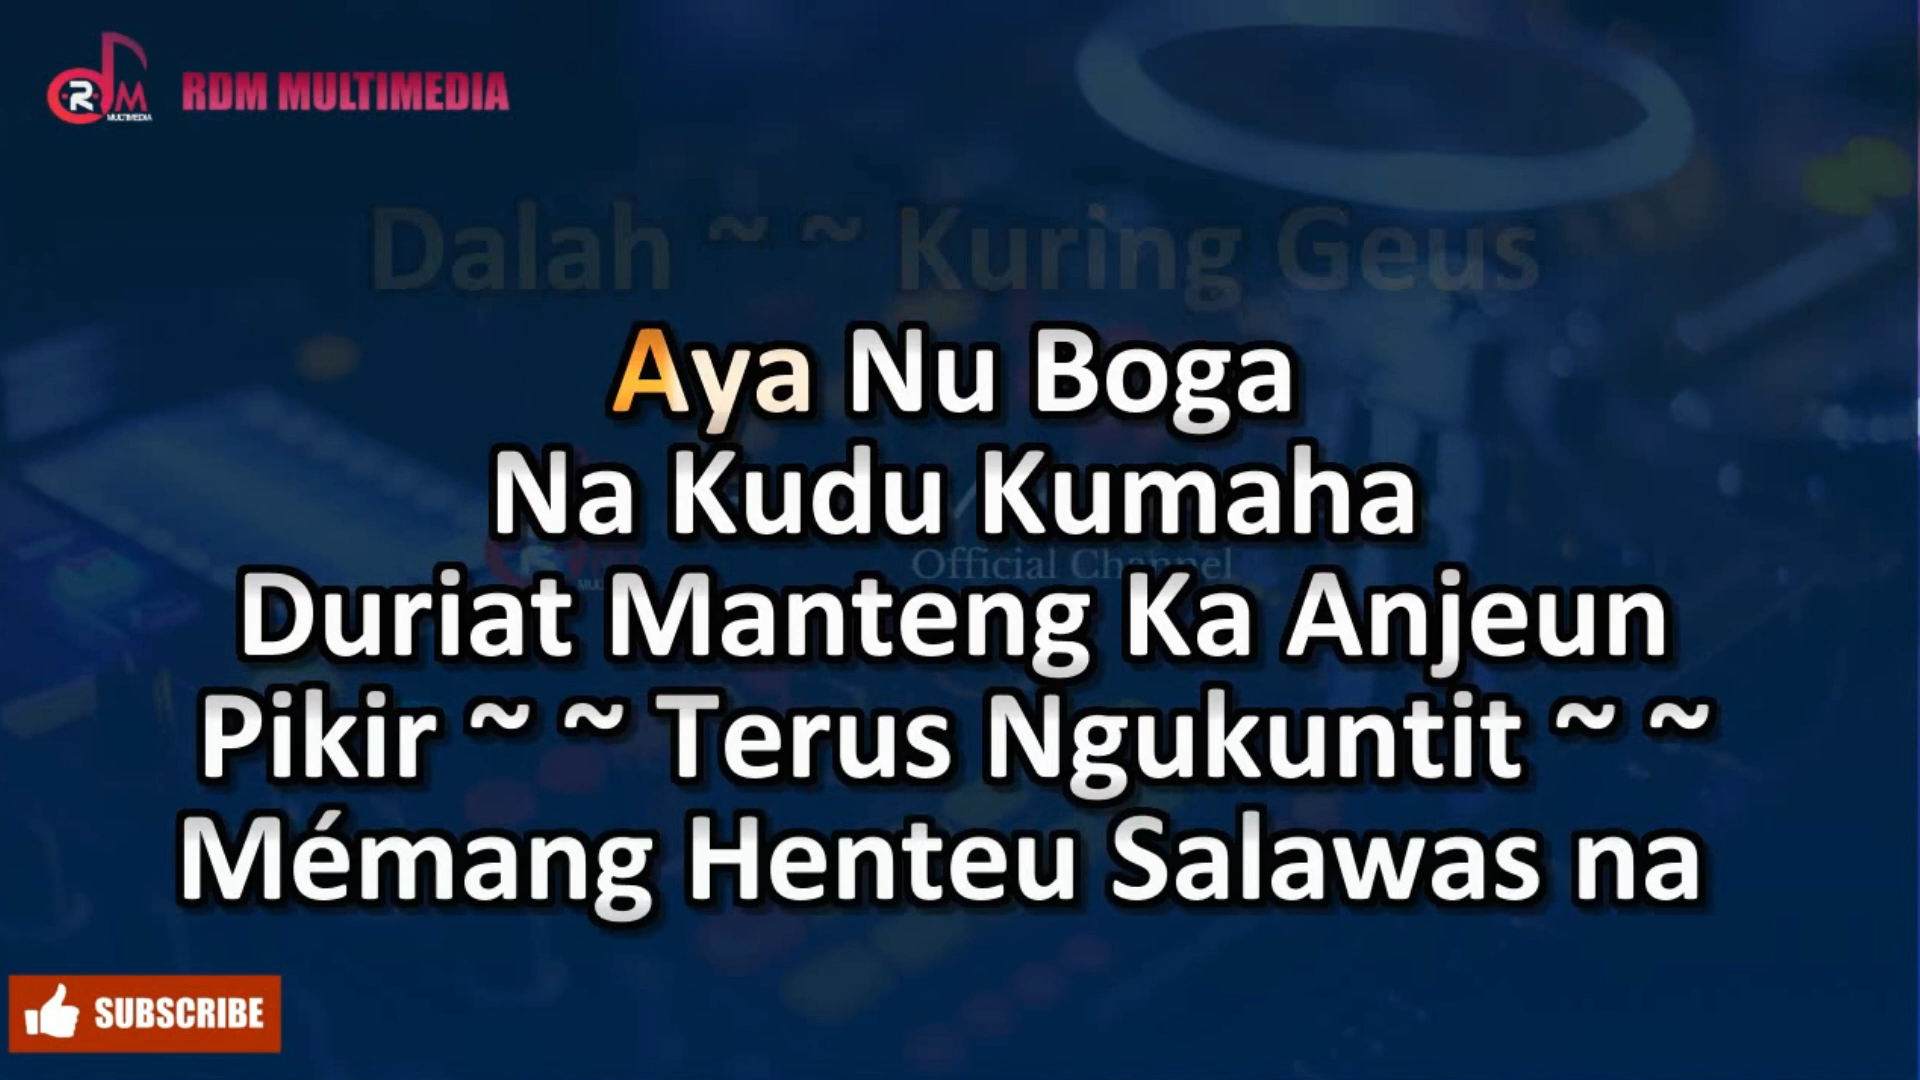 RDM MULTIMEDIA
Dalah ~ ~ Kuring Geus
Aya Nu Boga
Na Kudu Kumaha
Official Channel
Duriat Manteng Ka Anjeun
Pikir ~ ~ Terus Ngukuntit ~ ~
Mémang Henteu Salawas na
SUBSCRIBE